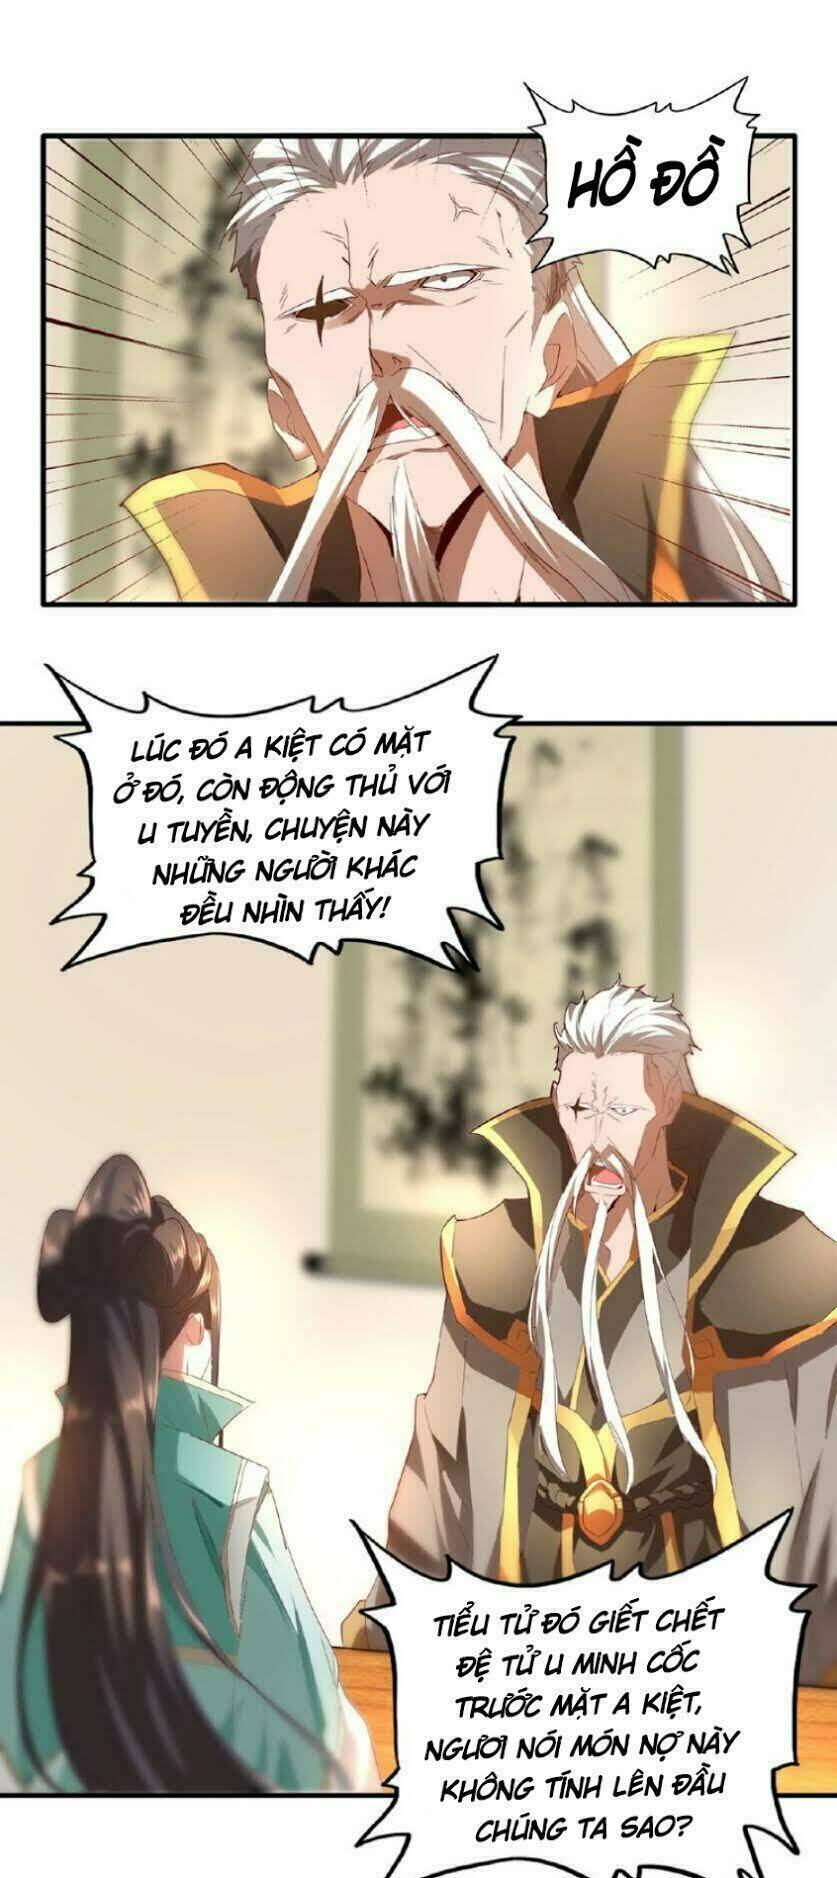 HỒ ĐỒ
LÚC ĐÓ A KIỆT CÓ MẶT
Ở ĐÓ, CÒN ĐỘNG THỦ VỚI
U TUYỀN, CHUYỆN NÀY
NHỮNG NGƯỜI KHÁC
ĐỀU NHÌN THẤY!
TIỂU TỬ ĐÓ GIẾT CHẾT
ĐỆ TỬ U MINH CỐC
TRƯỚC MẶT A KIỆT,
NGƯƠI NÓI MÓN NỢ NÀY
KHÔNG TÍNH LÊN ĐẦU
CHÚNG TA SAO?